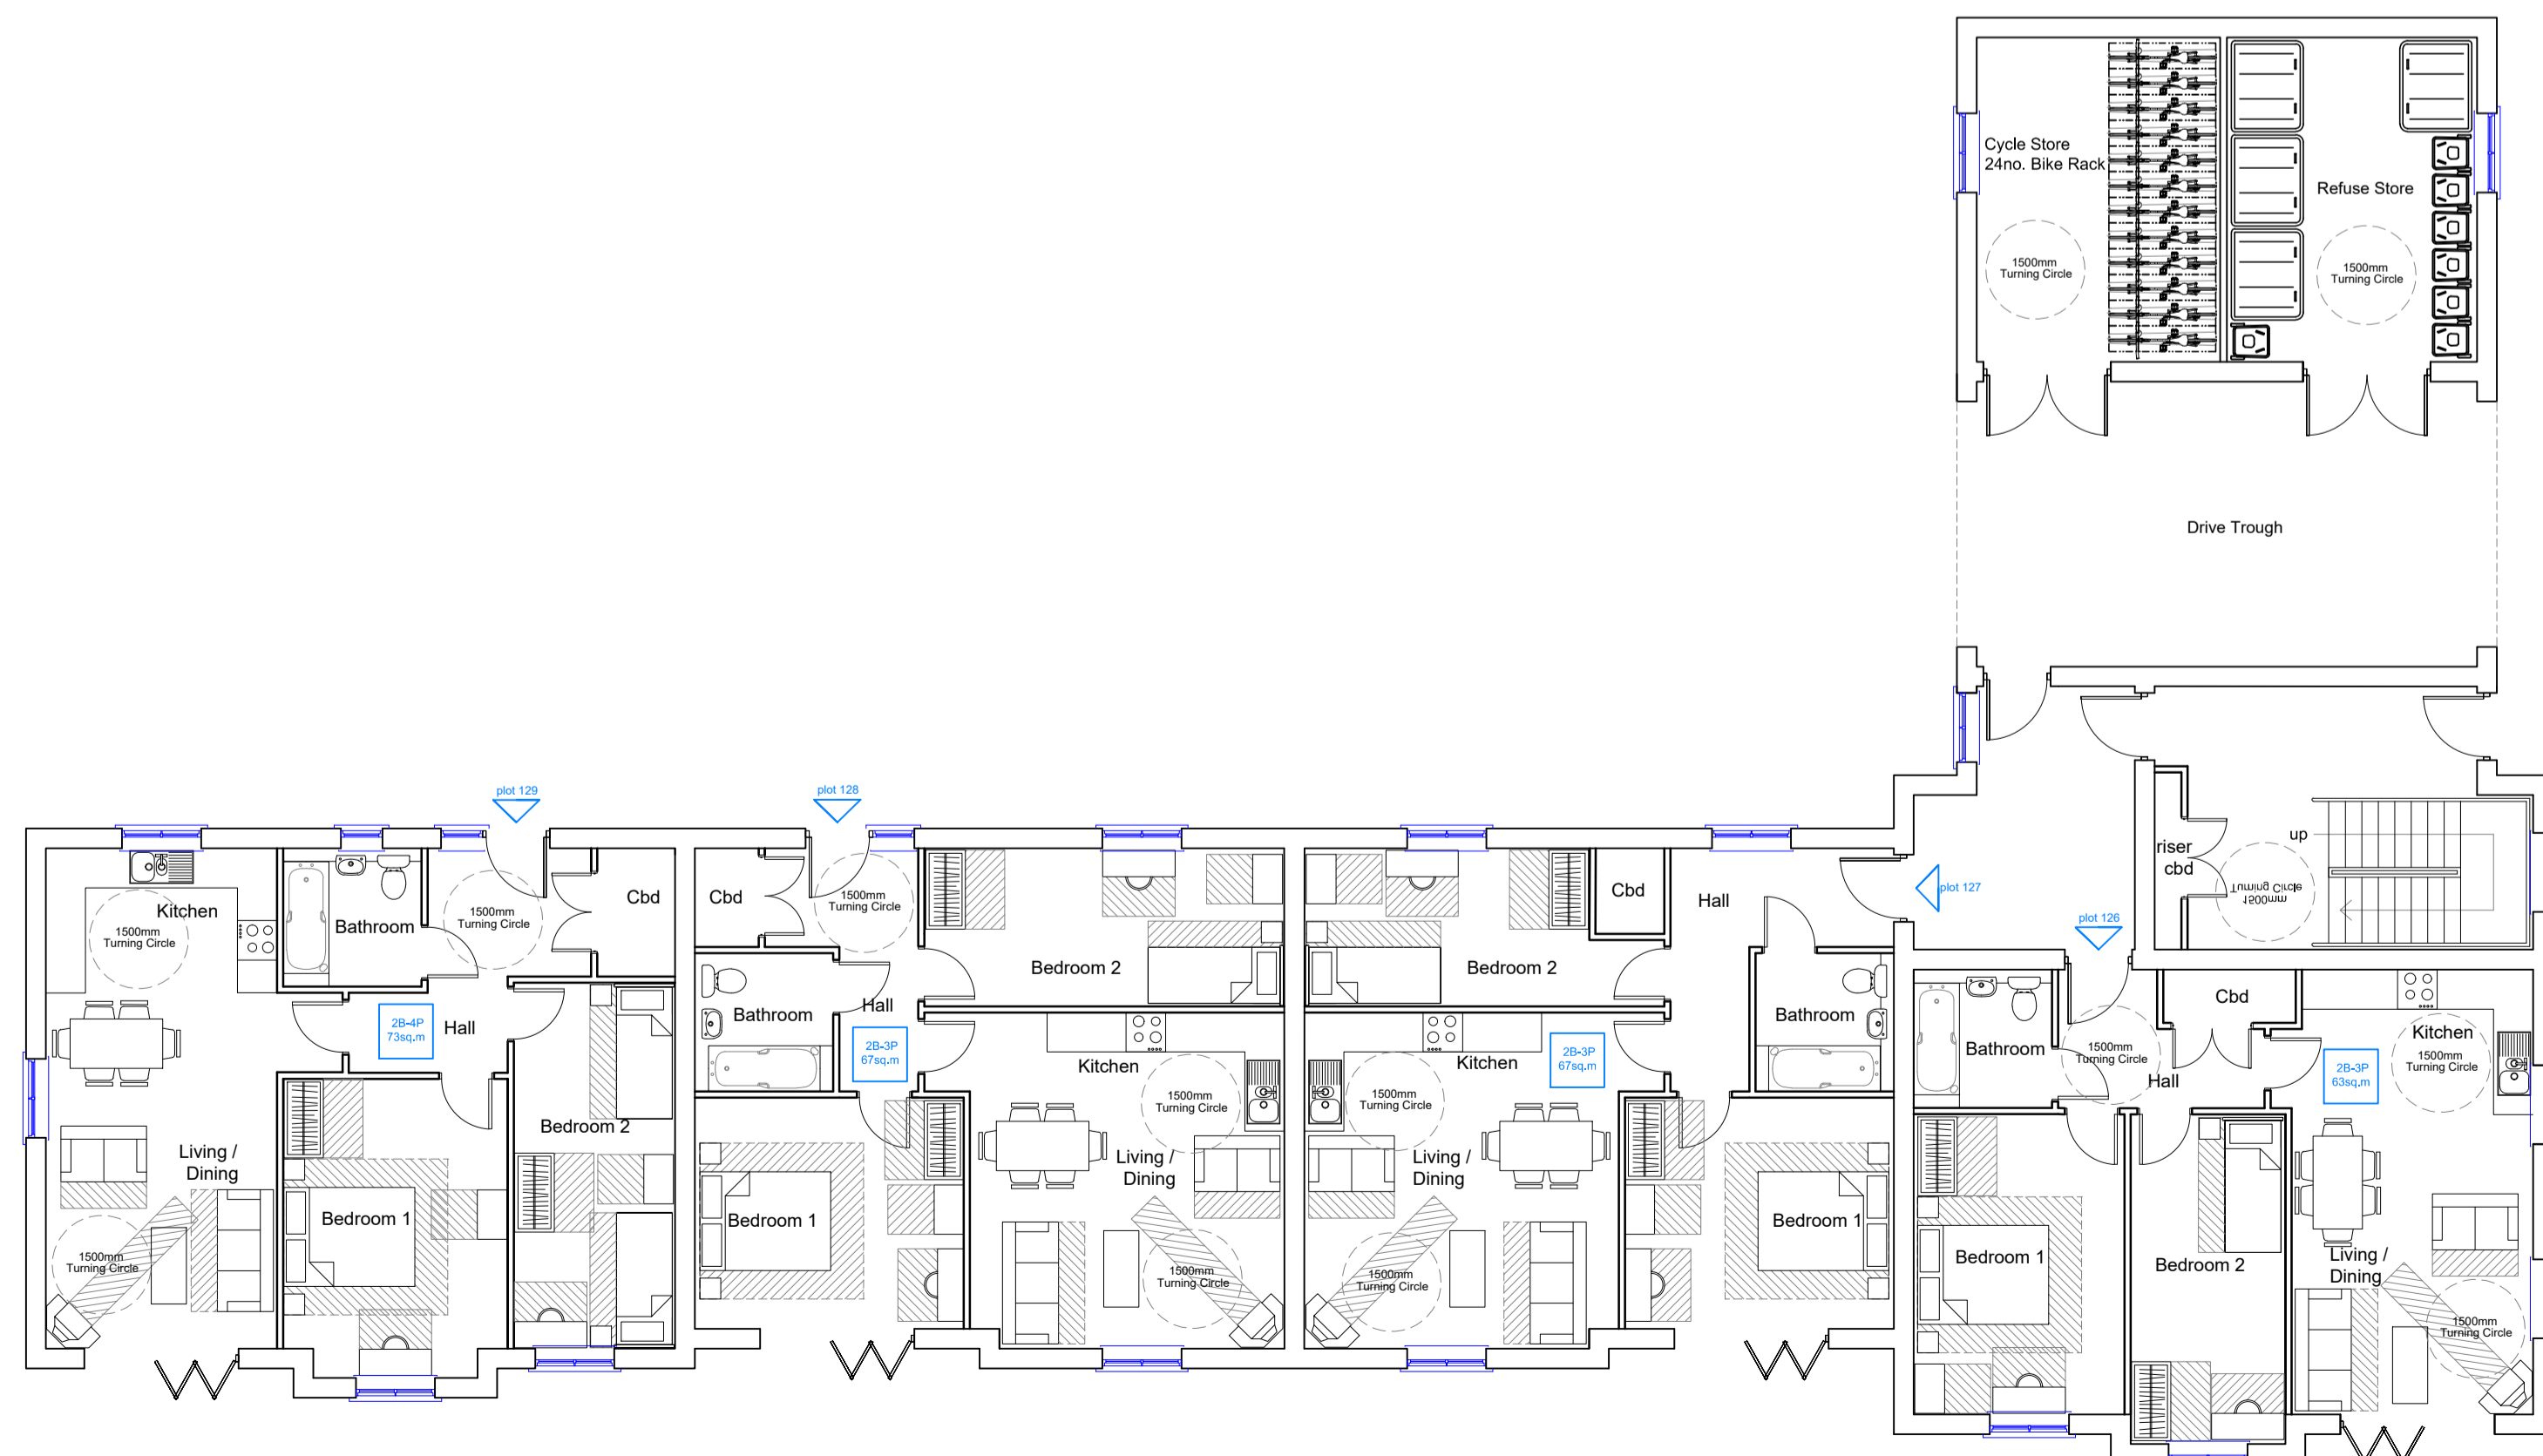 Cycle Store
24no. Bike Rack
Refuse Store
1500mm
Turning Circle
1500mm
Turning Circle
Drive Trough
plot 129
plot 128
plot 127
plot 126
up
riser
cbd
1500mm
Turning Circle
Kitchen
1500mm
Turning Circle
Bathroom
1500mm
Turning Circle
Cbd
Hall
2B-4P
73sq.m
Living /
Dining
1500mm
Turning Circle
Bedroom 1
Bedroom 2
Cbd
1500mm
Turning Circle
Bathroom
Hall
2B-3P
67sq.m
Bedroom 2
Bedroom 1
Kitchen
1500mm
Turning Circle
Living /
Dining
1500mm
Turning Circle
Bedroom 2
Cbd
Hall
Kitchen
1500mm
Turning Circle
2B-3P
67sq.m
Bathroom
Living /
Dining
1500mm
Turning Circle
Bedroom 1
Bathroom
1500mm
Turning Circle
Hall
Cbd
Kitchen
1500mm
Turning Circle
2B-3P
63sq.m
Bedroom 1
Bedroom 2
Living /
Dining
1500mm
Turning Circle